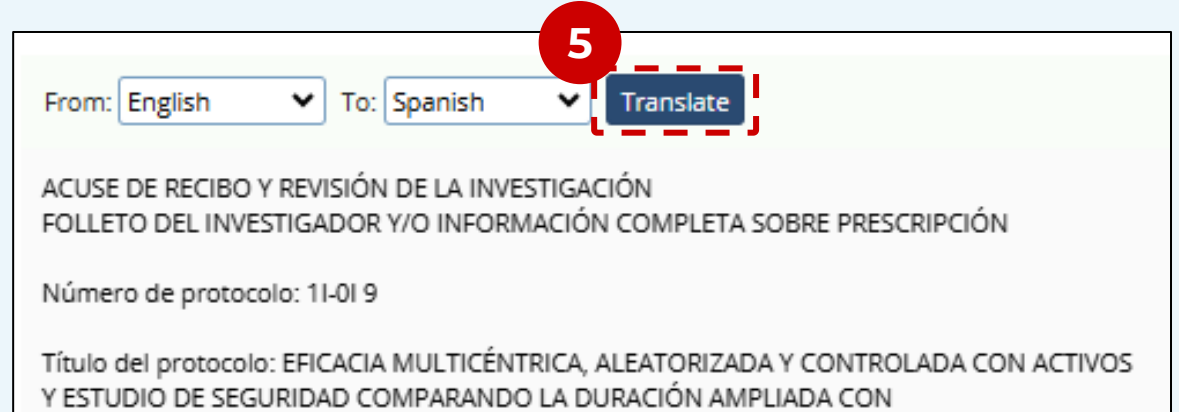 5
From: English To: Spanish Translate
ACUSE DE RECIBO Y REVISIÓN DE LA INVESTIGACIÓN
FOLLETO DEL INVESTIGADOR Y/O INFORMACIÓN COMPLETA SOBRE PRESCRIPCIÓN
Número de protocolo: 1I-0I 9
Título del protocolo: EFICACIA MULTICÉNTRICA, ALEATORIZADA Y CONTROLADA CON ACTIVOS
Y ESTUDIO DE SEGURIDAD COMPARANDO LA DURACIÓN AMPLIADA CON